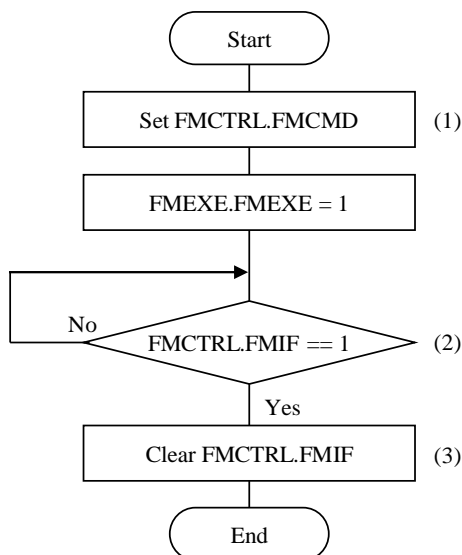 Start
Set FMCTRL.FMCMD (1)
FMEXE.FMEXE = 1
No
FMCTRL.FMIF == 1 (2)
Yes
Clear FMCTRL.FMIF (3)
End